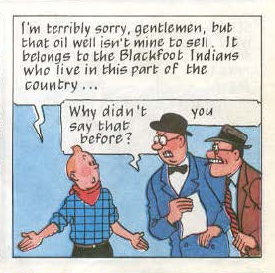 I'm terribly sorry, gentlemen, but
that oil well isn't mine to sell. It
belongs to the Blackfoot Indians
who live in this part of the
country ...
Why didn't you
say that
before?